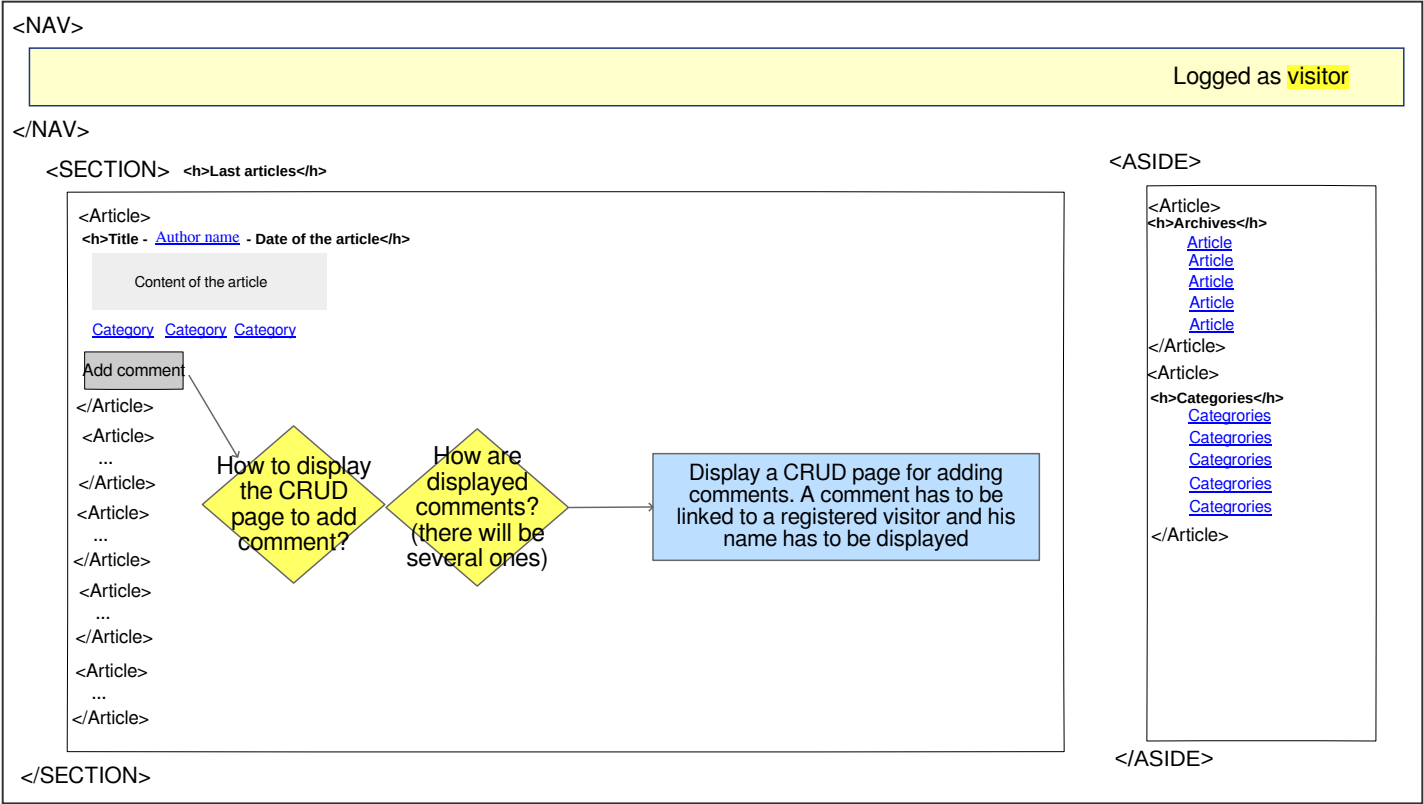 <NAV>
Logged as visitor
</NAV>
<SECTION> <h>Last articles</h>
<Article>
<h>Title - Author name - Date of the article</h>
Content of the article
Category Category Category
Add comment
</Article>
<Article>
...
</Article>
<Article>
...
</Article>
<Article>
...
</Article>
<Article>
...
</Article>
How to display
the CRUD
page to add
comment?
How are
displayed
comments?
(there will be
several ones)
Display a CRUD page for adding
comments. A comment has to be
linked to a registered visitor and his
name has to be displayed
</SECTION>
<ASIDE>
<Article>
<h>Archives</h>
Article
Article
Article
Article
Article
</Article>
<Article>
<h>Categories</h>
Categrories
Categrories
Categrories
Categrories
Categrories
</Article>
</ASIDE>